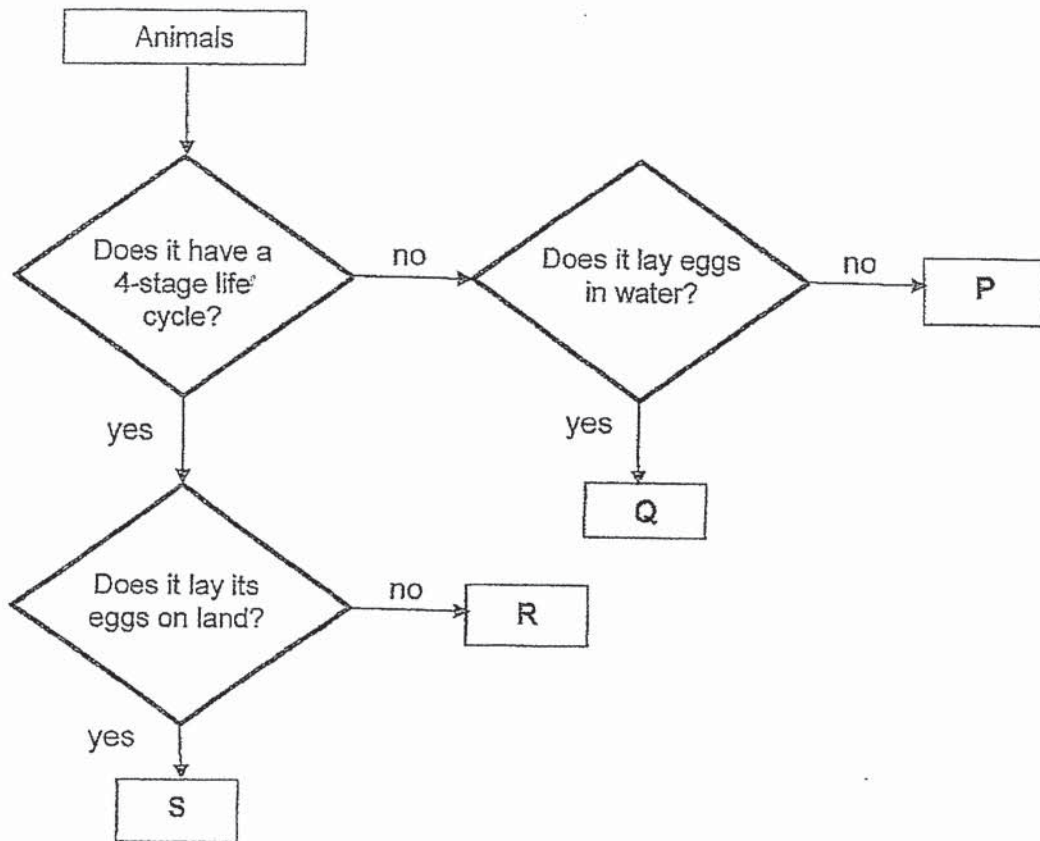 Animals
Does it have a
4-stage life
cycle?
no
Does it lay eggs
in water?
no
P
yes
yes
Q
Does it lay its
eggs on land?
no
R
yes
S